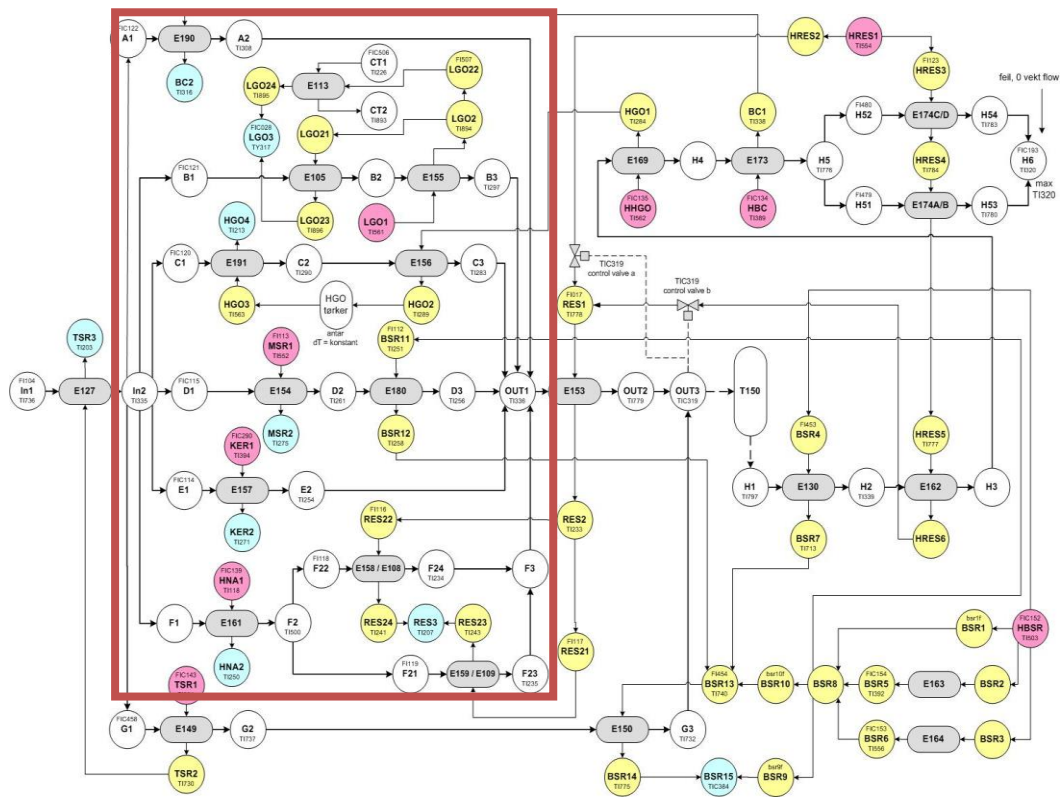 FIC122
A1
E190
A2
TI308
BC2
TI316
FIC506
CT1
TI226
FI507
LGO22
LGO24
TI895
E113
CT2
TI893
FIC028
LGO3
TY317
LGO21
LGO2
TI894
FIC121
B1
E105
B2
E155
B3
TI297
HGO4
TI213
LGO23
TI896
LGO1
TI561
FIC120
C1
E191
C2
TI290
E156
C3
TI283
HGO3
TI563
HGO
tørker
antar
dT = konstant
HGO2
TI289
FI113
MSR1
TI552
FI112
BSR11
TI251
TSR3
TI203
FI104
In1
TI736
E127
In2
TI335
FIC115
D1
E154
D2
TI261
E180
D3
TI256
OUT1
TI336
E153
OUT2
TI779
OUT3
TIC319
T150
MSR2
TI275
BSR12
TI258
FIC290
KER1
TI394
FIC114
E1
E157
E2
TI254
KER2
TI271
FI116
RES22
RES2
TI233
FIC139
HNA1
TI118
FI118
F22
E158 / E108
F24
TI234
F3
F1
E161
F2
TI500
RES24
TI241
RES3
TI207
RES23
TI243
HNA2
TI250
FI119
F21
E159 / E109
F23
TI235
FI117
RES21
FIC143
TSR1
TI153
FIC458
G1
E149
G2
TI737
E150
G3
TI732
TSR2
TI730
BSR14
TI775
BSR15
TIC384
bsr9f
BSR9
HRES2
HRES1
TI554
FI123
HRES3
feil, 0 vekt flow
HGO1
TI284
BC1
TI338
FI480
H52
E174C/D
H54
TI783
E169
H4
E173
H5
TI776
HRES4
TI784
FIC193
H6
TI320
max
TI320
FIC135
HHGO
TI562
FIC134
HBC
TI389
FI479
H51
E174A/B
H53
TI780
TIC319
control valve a
TIC319
control valve b
FI017
RES1
TI778
FI453
BSR4
HRES5
TI777
H1
TI797
E130
H2
TI339
E162
H3
BSR7
TI713
HRES6
bsr1f
BSR1
FIC152
HBSR
TI503
FI454
BSR13
TI740
bsr10f
BSR10
BSR8
FIC154
BSR5
TI392
E163
BSR2
FIC153
BSR6
TI556
E164
BSR3